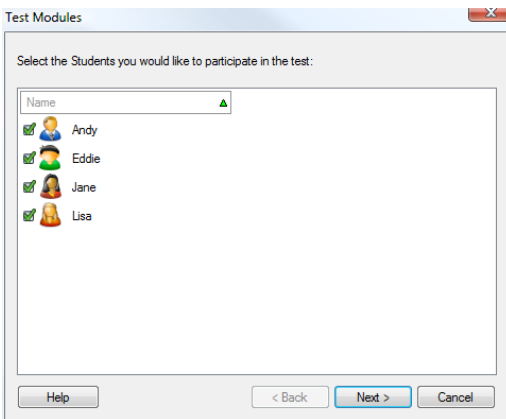 Test Modules
Select the Students you would like to participate in the test:
Name
Andy
Eddie
Jane
Lisa
Help < Back Next > Cancel